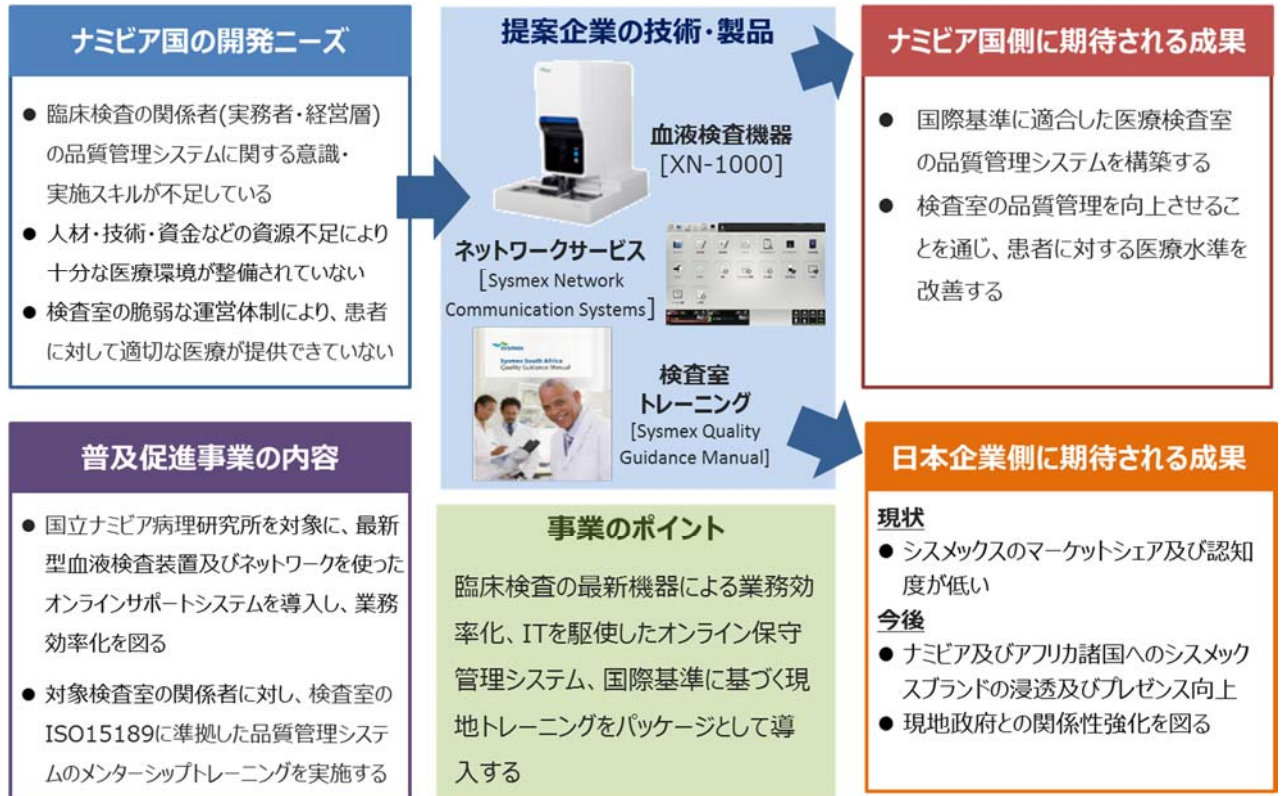 ナミビア国の開発ニーズ
● 臨床検査の関係者(実務者・経営層)
の品質管理システムに関する意識・
実施スキルが不足している
● 人材・技術・資金などの資源不足により
十分な医療環境が整備されていない
● 検査室の脆弱な運営体制により、患者
に対して適切な医療が提供できていない
提案企業の技術・製品
血液検査機器
[XN-1000]
ネットワークサービス
[Sysmex Network
Communication Systems]
sysmex
Sysmex South Africa
Quality Guidance Manual
検査室
トレーニング
[Sysmex Quality
Guidance Manual]
ナミビア国側に期待される成果
● 国際基準に適合した医療検査室
の品質管理システムを構築する
● 検査室の品質管理を向上させるこ
とを通じ、患者に対する医療水準を
改善する
普及促進事業の内容
● 国立ナミビア病理研究所を対象に、最新
型血液検査装置及びネットワークを使った
オンラインサポートシステムを導入し、業務
効率化を図る
● 対象検査室の関係者に対し、検査室の
ISO15189に準拠した品質管理システ
ムのメンターシップトレーニングを実施する
事業のポイント
臨床検査の最新機器による業務効
率化、ITを駆使したオンライン保守
管理システム、国際基準に基づく現
地トレーニングをパッケージとして導
入する
日本企業側に期待される成果
現状
● シスメックスのマーケットシェア及び認知
度が低い
今後
● ナミビア及びアフリカ諸国へのシスメック
スブランドの浸透及びプレゼンス向上
● 現地政府との関係性強化を図る